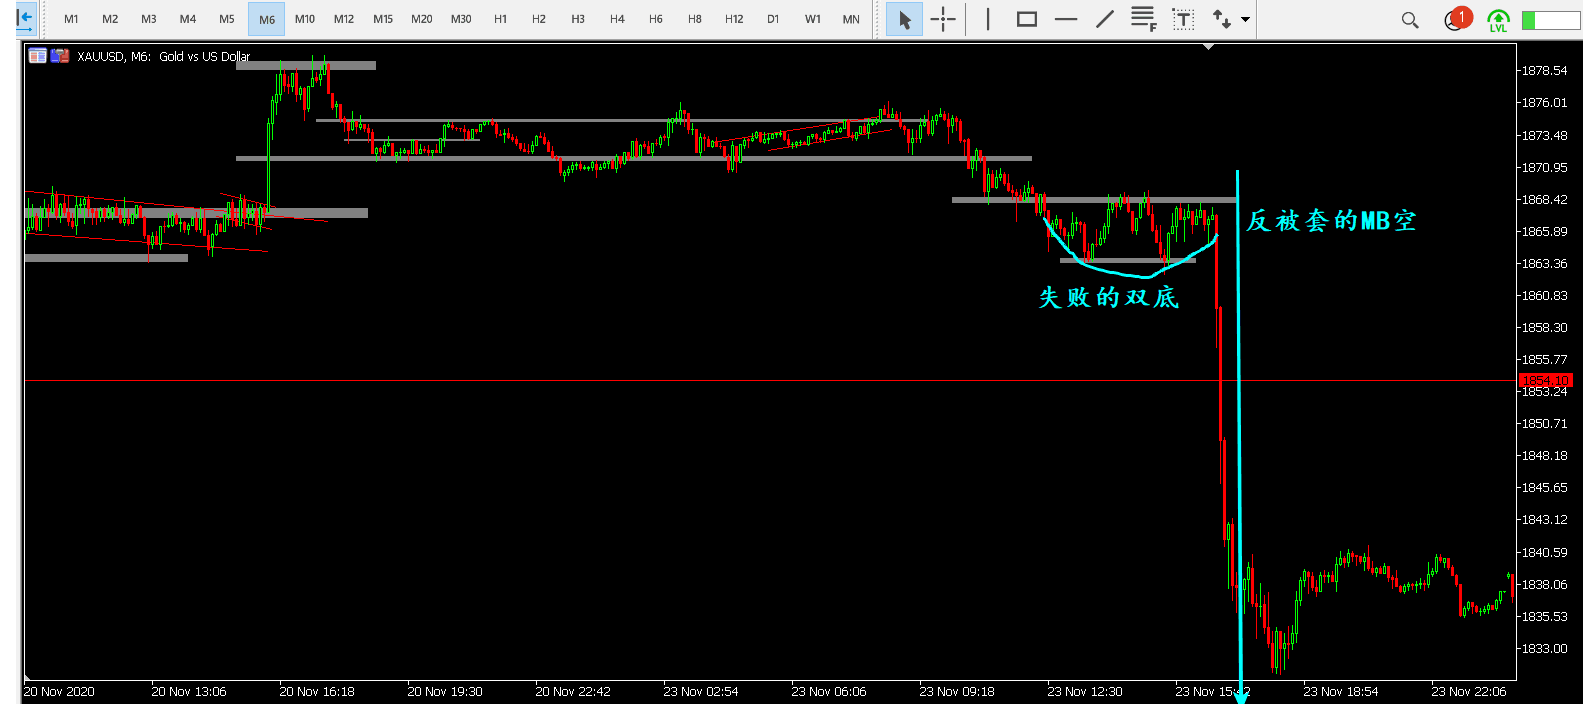 M1 M2 M3 M4 M5 M6 M10 M12 M15 M20 M30 H1 H2 H3 H4 H6 H8 H12 D1 W1 MN
F
T
1
LVL
XAUUSD, M6: Gold vs US Dollar
1878.54
1876.01
1873.48
1870.95
1868.42
反被套的MB空
1865.89
1863.36
失败的双底
1860.83
1858.30
1855.77
1854.10
1853.24
1850.71
1848.18
1845.65
1843.12
1840.59
1838.06
1835.53
1833.00
20 Nov 2020 20 Nov 13:06 20 Nov 16:18 20 Nov 19:30 20 Nov 22:42 23 Nov 02:54 23 Nov 06:06 23 Nov 09:18 23 Nov 12:30 23 Nov 15:42 23 Nov 18:54 23 Nov 22:06